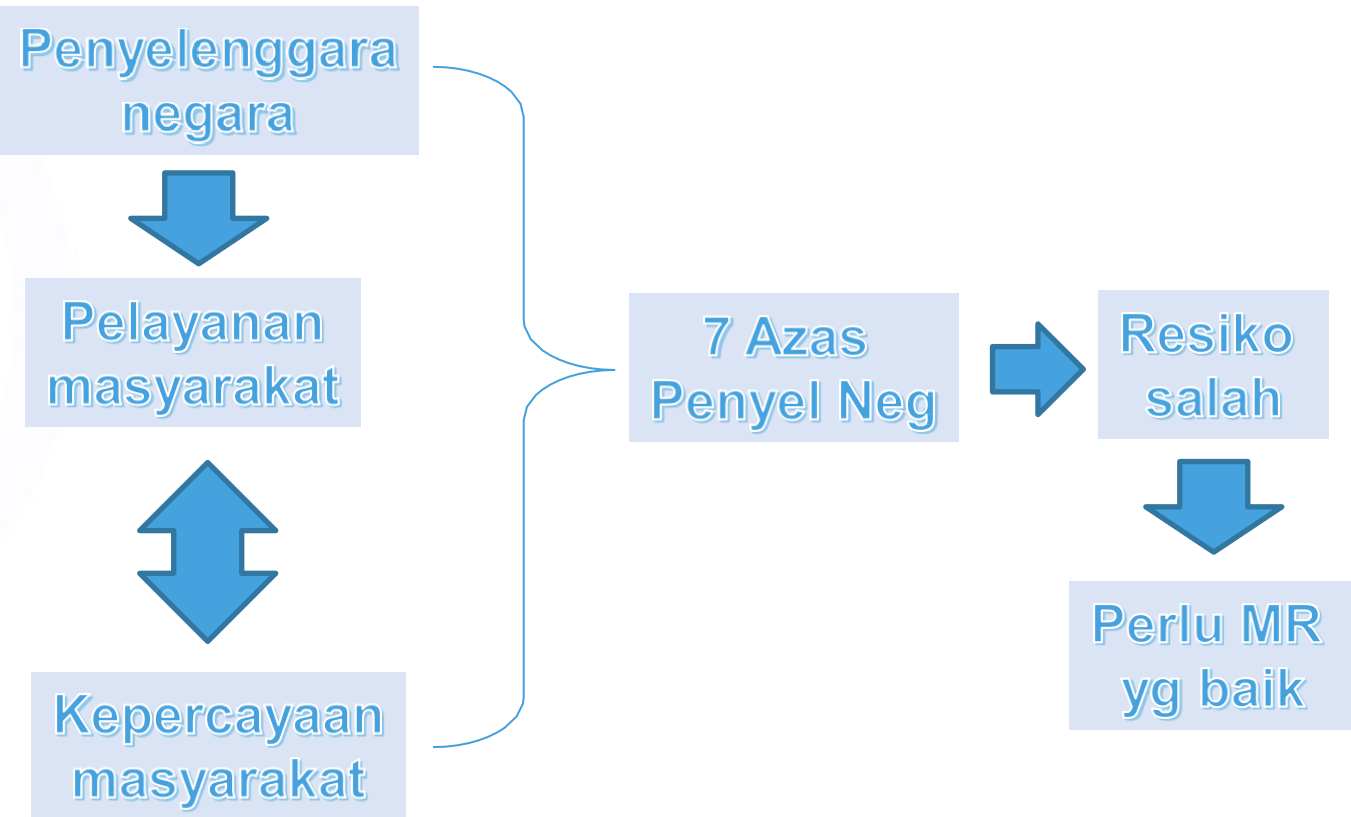 Penyelenggara
negara
Pelayanan
masyarakat
Kepercayaan
masyarakat
7 Azas
Penyel Neg
Resiko
salah
Perlu MR
yg baik